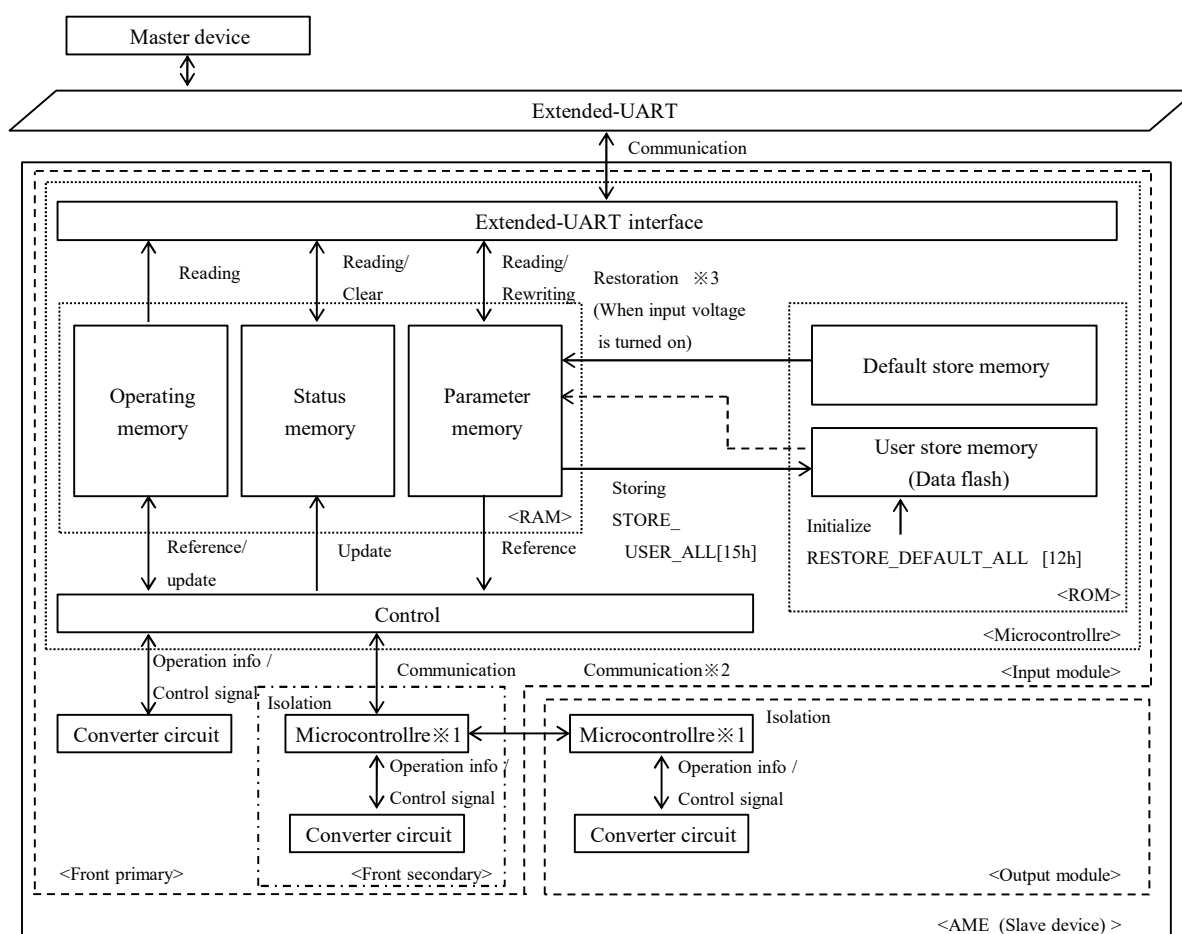 Master device
Extended-UART
Communication
Extended-UART interface
Reading
Reading/
Clear
Reading/
Rewriting
Restoration ※3
(When input voltage
is turned on)
Operating
memory
Status
memory
Parameter
memory
Default store memory
User store memory
(Data flash)
<RAM>
Storing
STORE_
USER_ALL[15h]
Initialize
RESTORE_DEFAULT_ALL [12h]
<ROM>
Reference/
update
Update
Reference
Control
<Microcontrollre>
Operation info /
Control signal
Communication
Communication※2
<Input module>
Isolation
Isolation
Converter circuit
Microcontrollre※1
Microcontrollre※1
Operation info /
Control signal
Operation info /
Control signal
Converter circuit
Converter circuit
<Front primary>
<Front secondary>
<Output module>
<AME (Slave device) >